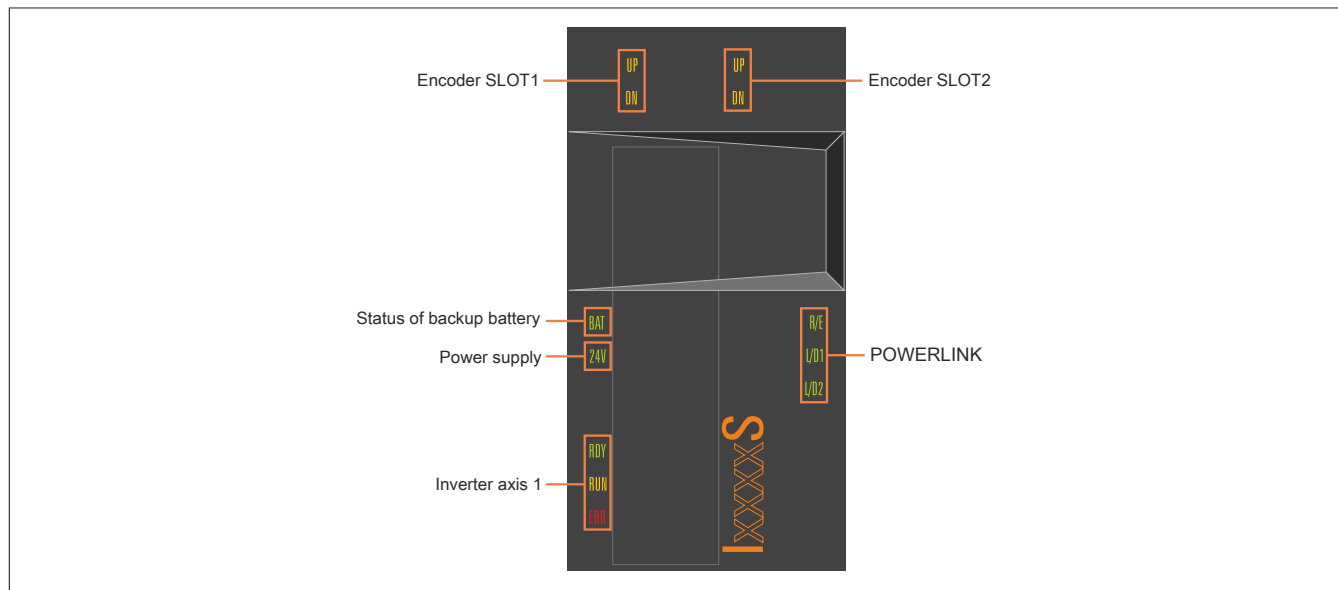 UP
UP
Encoder SLOT1
Encoder SLOT2
DN
DN
Status of backup battery
BAT
R/E
Power supply
24V
L/D1
POWERLINK
L/D2
RDY
Inverter axis 1
RUN
ERR
SxxxxI